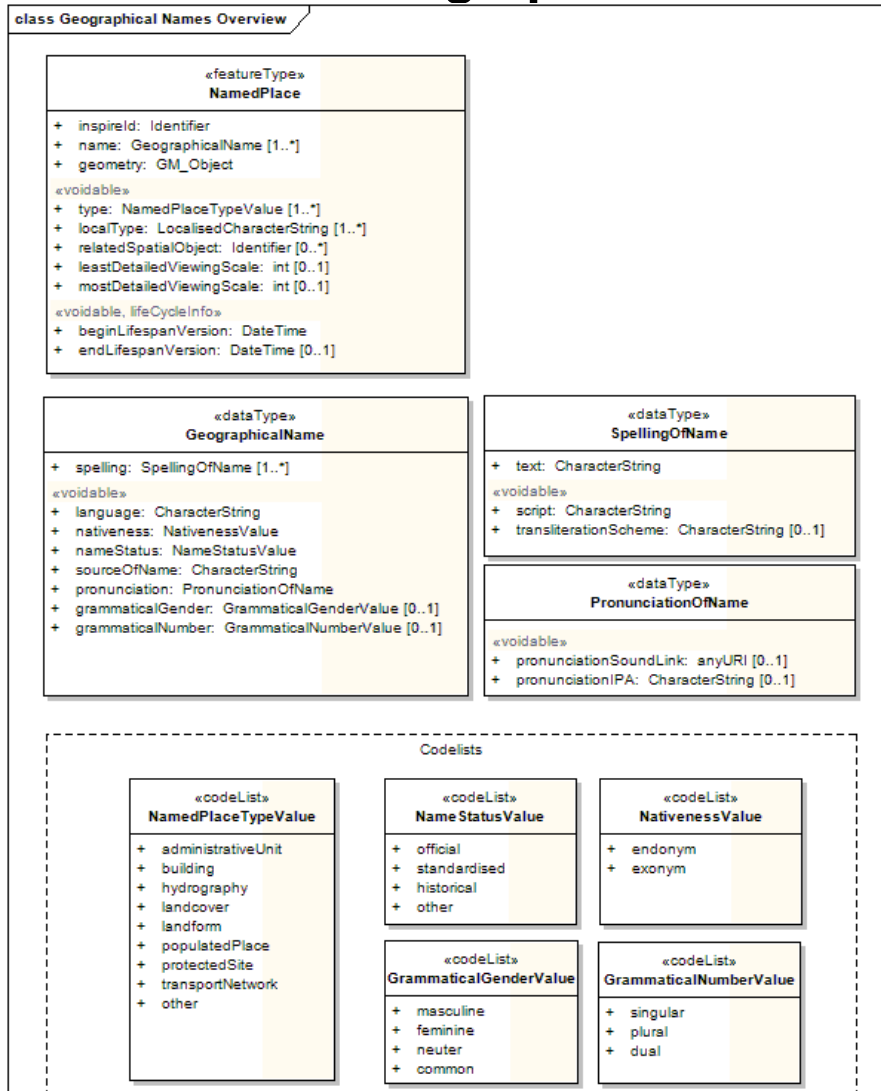 class Geographical Names Overview
«featureType»
NamedPlace
+ inspireId: Identifier
+ name: GeographicalName [1..*]
+ geometry: GM_Object
«voidable»
+ type: NamedPlaceTypeValue [1..*]
+ localType: LocalisedCharacterString [1..*]
+ relatedSpatialObject: Identifier [0..*]
+ leastDetailedViewingScale: int [0..1]
+ mostDetailedViewingScale: int [0..1]
«voidable, lifeCycleInfo»
+ beginLifespanVersion: DateTime
+ endLifespanVersion: DateTime [0..1]
«dataType»
GeographicalName
+ spelling: SpellingOfName [1..*]
«voidable»
+ language: CharacterString
+ nativeness: NativenessValue
+ nameStatus: NameStatusValue
+ sourceOfName: CharacterString
+ pronunciation: PronunciationOfName
+ grammaticalGender: GrammaticalGenderValue [0..1]
+ grammaticalNumber: GrammaticalNumberValue [0..1]
«dataType»
SpellingOfName
+ text: CharacterString
«voidable»
+ script: CharacterString
+ transliterationScheme: CharacterString [0..1]
«dataType»
PronunciationOfName
«voidable»
+ pronunciationSoundLink: anyURI [0..1]
+ pronunciationIPA: CharacterString [0..1]
Codelists
«codeList»
NamedPlaceTypeValue
+ administrativeUnit
+ building
+ hydrography
+ landcover
+ landform
+ populatedPlace
+ protectedSite
+ transportNetwork
+ other
«codeList»
NameStatusValue
+ official
+ standardised
+ historical
+ other
«codeList»
NativenessValue
+ endonym
+ exonym
«codeList»
GrammaticalGenderValue
+ masculine
+ feminine
+ neuter
+ common
«codeList»
GrammaticalNumberValue
+ singular
+ plural
+ dual